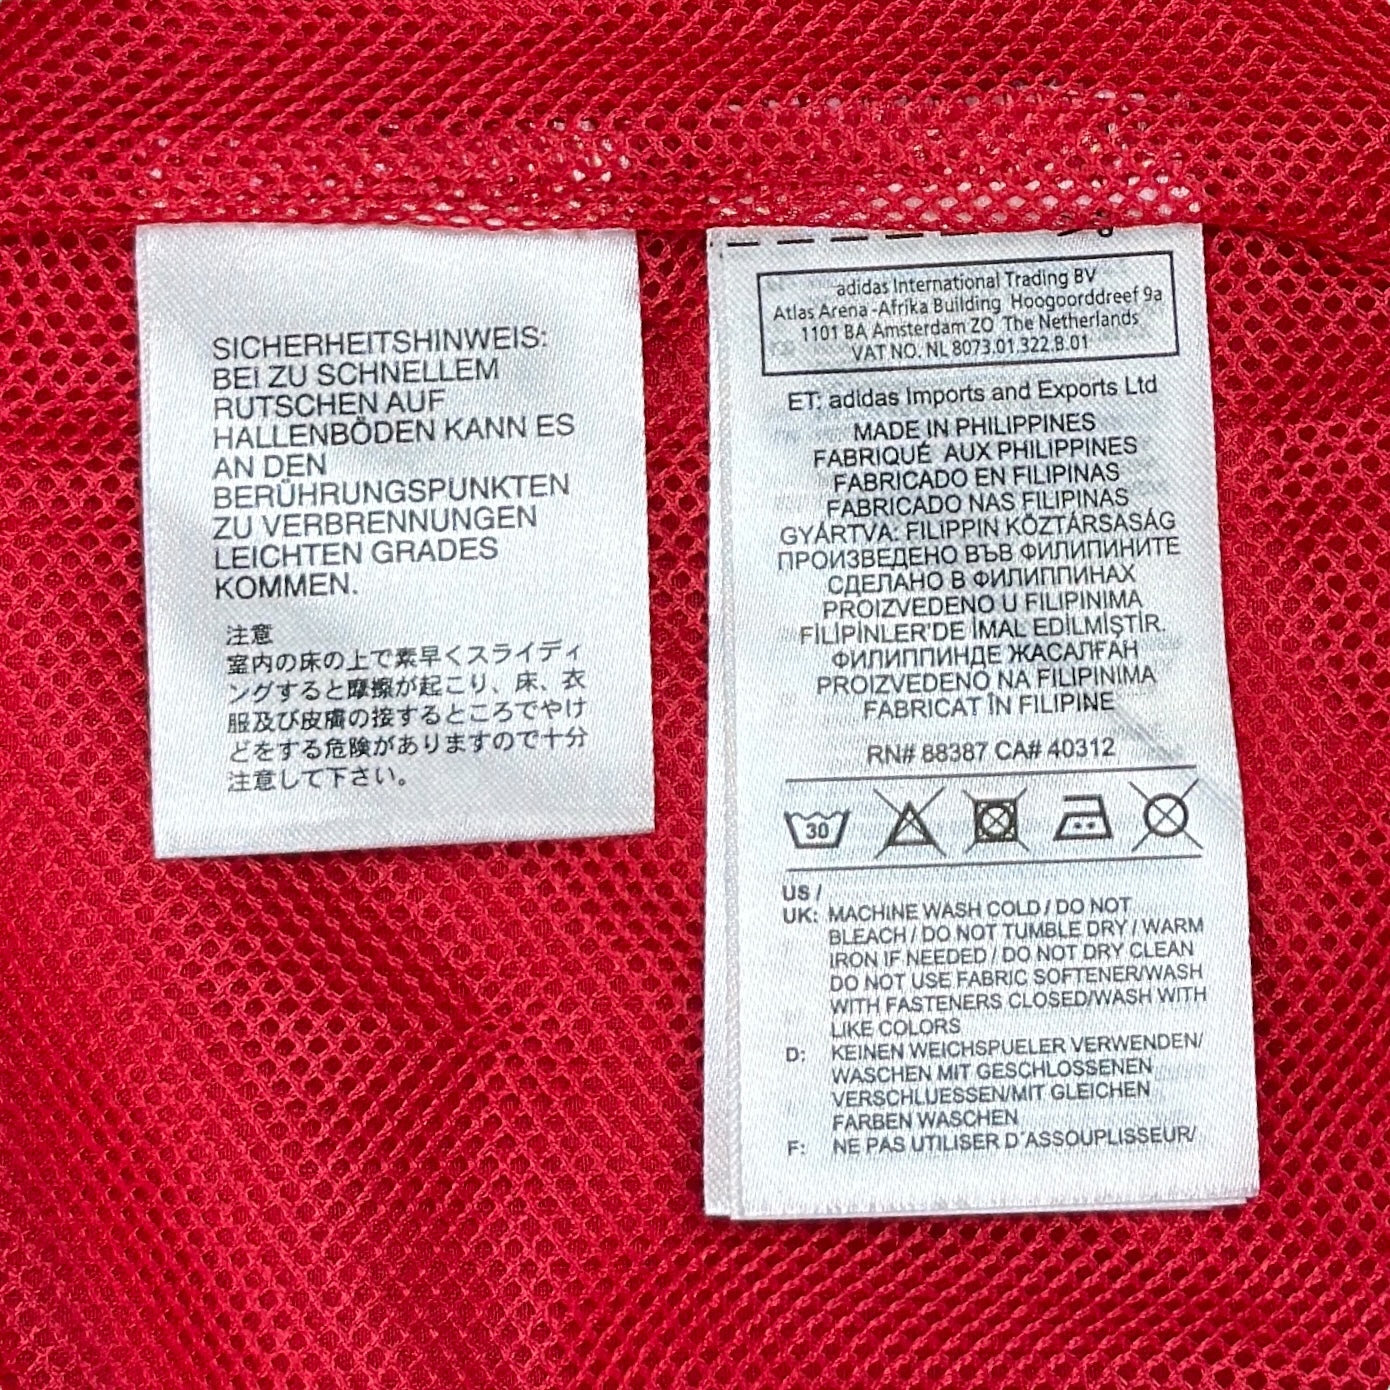 SICHERHEITSHINWEIS:
BEI ZU SCHNELLEM
RUTSCHEN AUF
HALLENBÖDEN KANN ES
AN DEN
BERÜHRUNGSPUNKTEN
ZU VERBRENNUNGEN
LEICHTEN GRADES
KOMMEN.
注意
室内の床の上で素早くスライディ
ングすると摩擦が起こり、床、衣
服及び皮膚の接するところでやけ
どをする危険がありますので十分
注意して下さい。
adidas International Trading BV
Atlas Arena -Afrika Building Hoogoorddreef 9a
1101 BA Amsterdam ZO The Netherlands
VAT NO. NL 8073.01.322.B.01
ET: adidas Imports and Exports Ltd
MADE IN PHILIPPINES
FABRIQUÉ AUX PHILIPPINES
FABRICADO EN FILIPINAS
FABRICADO NAS FILIPINAS
GYÁRTVA: FILIPPIN KÖZTÁRSASÁG
ПРОИЗВЕДЕНО ВЪВ ФИЛИПИНИТЕ
СДЕЛАНО В ФИЛИППИНАХ
PROIZVEDENO U FILIPINIMA
FİLİPİNLER'DE İMAL EDİLMİŞTİR.
ФИЛИППИНДЕ ЖАСАЛҒАН
PROIZVEDENO NA FILIPINIMA
FABRICAT ÎN FILIPINE
RN# 88387 CA# 40312
30
US /
UK: MACHINE WASH COLD / DO NOT
BLEACH / DO NOT TUMBLE DRY / WARM
IRON IF NEEDED / DO NOT DRY CLEAN
DO NOT USE FABRIC SOFTENER/WASH
WITH FASTENERS CLOSED/WASH WITH
LIKE COLORS
D: KEINEN WEICHSPUELER VERWENDEN/
WASCHEN MIT GESCHLOSSENEN
VERSCHLUESSEN/MIT GLEICHEN
FARBEN WASCHEN
F: NE PAS UTILISER D'ASSOUPLISSEUR/